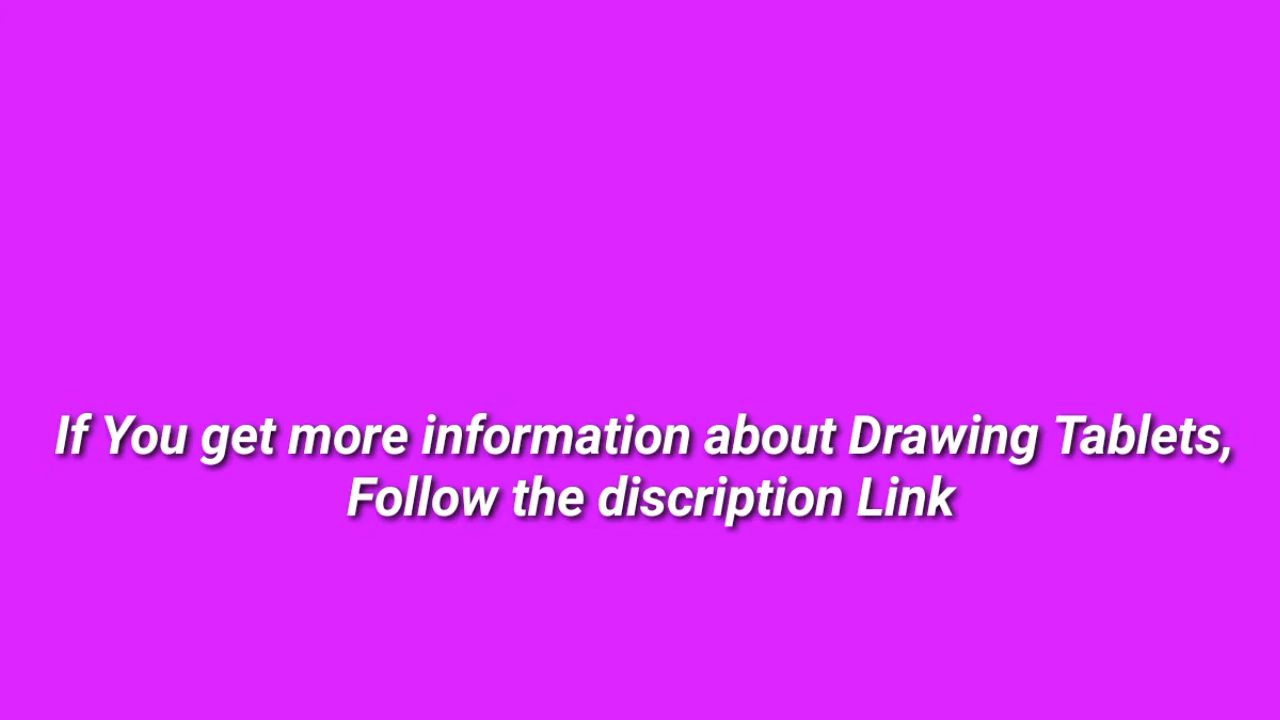 If You get more information about Drawing Tablets,
Follow the discription Link